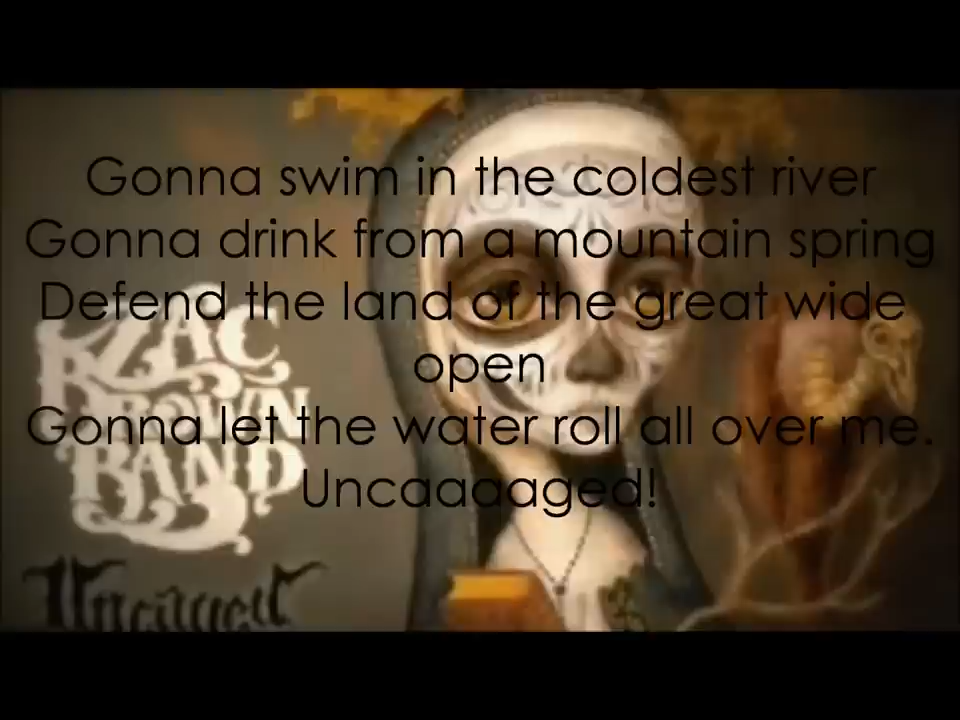 Gonna swim in the coldest river
Gonna drink from a mountain spring
Defend the land of the great wide
open
Gonna let the water roll all over me.
Uncaaaaged!
ZAC
BROWN
BAND
Uncaged